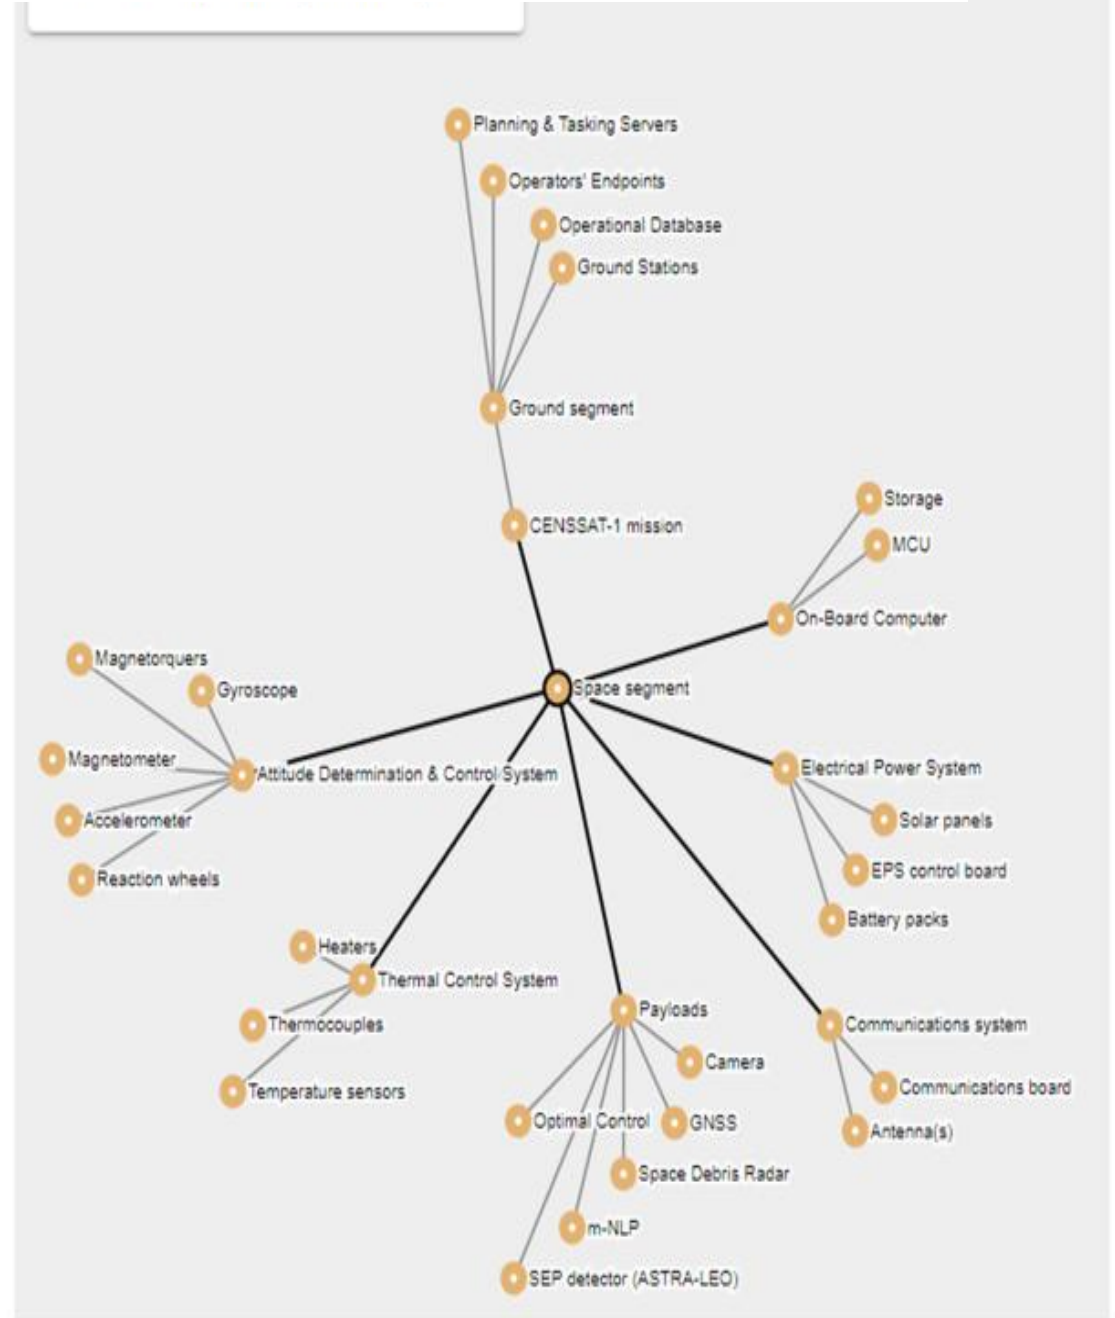 Planning & Tasking Servers
Operators' Endpoints
Operational Database
Ground Stations
Ground segment
Storage
CENSSAT-1 mission
MCU
On-Board Computer
Magnetorquers
Gyroscope
Space segment
Magnetometer
Attitude Determination & Control System
Electrical Power System
Accelerometer
Solar panels
Reaction wheels
EPS control board
Battery packs
Heaters
Thermal Control System
Thermocouples
Payloads
Communications system
Camera
Temperature sensors
Communications board
Optimal Control
GNSS
Antenna(s)
Space Debris Radar
m-NLP
SEP detector (ASTRA-LEO)